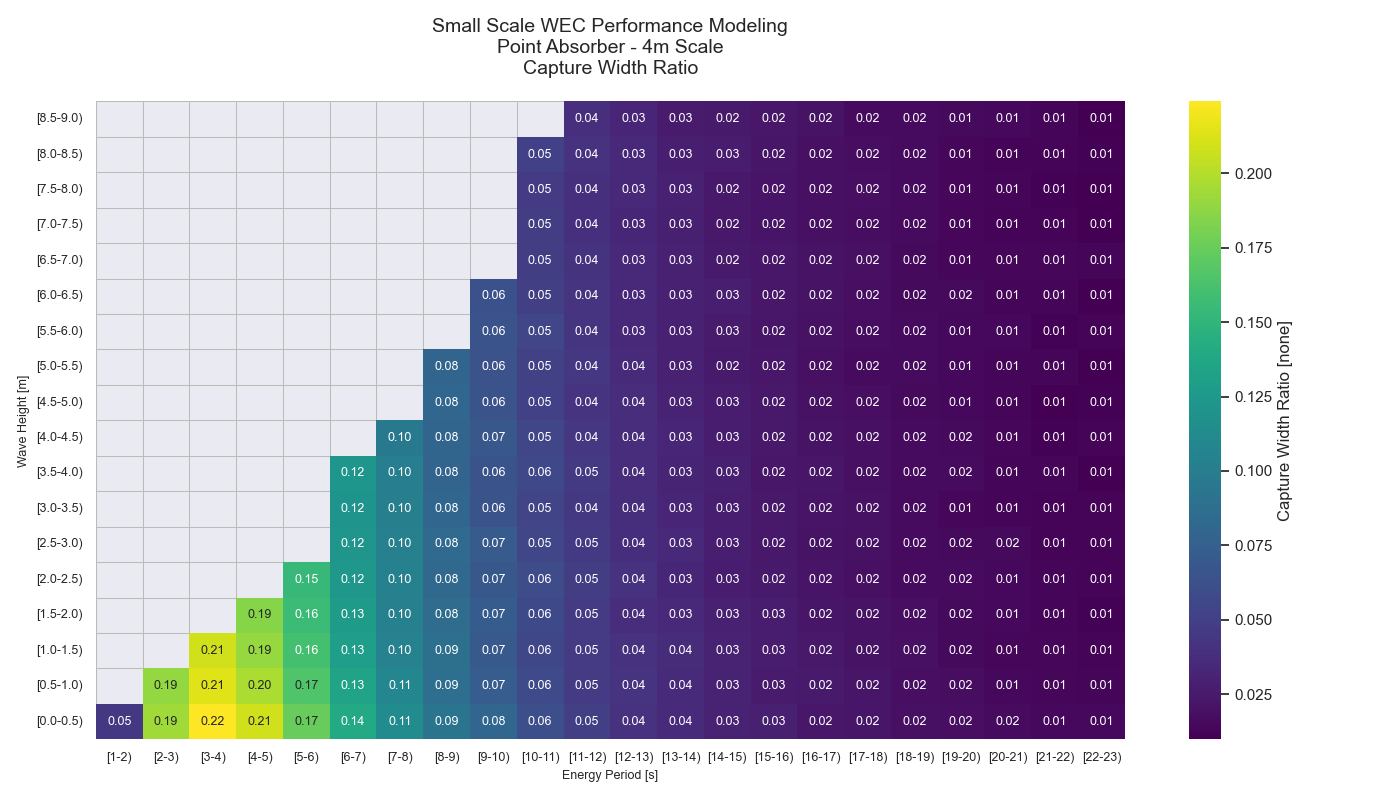 Small Scale WEC Performance Modeling
Point Absorber - 4m Scale
Capture Width Ratio
[8.5-9.0) 0.04 0.03 0.03 0.02 0.02 0.02 0.02 0.02 0.01 0.01 0.01 0.01
[8.0-8.5) 0.05 0.04 0.03 0.03 0.03 0.02 0.02 0.02 0.02 0.01 0.01 0.01 0.01
[7.5-8.0) 0.05 0.04 0.03 0.03 0.02 0.02 0.02 0.02 0.02 0.01 0.01 0.01 0.01
[7.0-7.5) 0.05 0.04 0.03 0.03 0.02 0.02 0.02 0.02 0.02 0.01 0.01 0.01 0.01
[6.5-7.0) 0.05 0.04 0.03 0.03 0.02 0.02 0.02 0.02 0.02 0.01 0.01 0.01 0.01
[6.0-6.5) 0.06 0.05 0.04 0.03 0.03 0.03 0.02 0.02 0.02 0.02 0.02 0.01 0.01 0.01
[5.5-6.0) 0.06 0.05 0.04 0.03 0.03 0.03 0.02 0.02 0.02 0.02 0.01 0.01 0.01 0.01
[5.0-5.5) 0.08 0.06 0.05 0.04 0.04 0.03 0.02 0.02 0.02 0.02 0.02 0.01 0.01 0.01 0.01
[4.5-5.0) 0.08 0.06 0.05 0.04 0.04 0.03 0.03 0.02 0.02 0.02 0.02 0.01 0.01 0.01 0.01
[4.0-4.5) 0.10 0.08 0.07 0.05 0.04 0.04 0.03 0.03 0.02 0.02 0.02 0.02 0.02 0.01 0.01 0.01
[3.5-4.0) 0.12 0.10 0.08 0.06 0.06 0.05 0.04 0.03 0.03 0.02 0.02 0.02 0.02 0.02 0.01 0.01 0.01
[3.0-3.5) 0.12 0.10 0.08 0.06 0.05 0.04 0.04 0.03 0.03 0.02 0.02 0.02 0.02 0.01 0.01 0.01 0.01
[2.5-3.0) 0.12 0.10 0.08 0.07 0.05 0.05 0.04 0.03 0.03 0.02 0.02 0.02 0.02 0.02 0.02 0.01 0.01
[2.0-2.5) 0.15 0.12 0.10 0.08 0.07 0.06 0.05 0.04 0.03 0.03 0.02 0.02 0.02 0.02 0.02 0.01 0.01 0.01
[1.5-2.0) 0.19 0.16 0.13 0.10 0.08 0.07 0.06 0.05 0.04 0.03 0.03 0.03 0.02 0.02 0.02 0.02 0.01 0.01 0.01
[1.0-1.5) 0.21 0.19 0.16 0.13 0.10 0.09 0.07 0.06 0.05 0.04 0.04 0.03 0.03 0.02 0.02 0.02 0.02 0.01 0.01 0.01
[0.5-1.0) 0.19 0.21 0.20 0.17 0.13 0.11 0.09 0.07 0.06 0.05 0.04 0.04 0.03 0.03 0.02 0.02 0.02 0.02 0.01 0.01 0.01
[0.0-0.5) 0.05 0.19 0.22 0.21 0.17 0.14 0.11 0.09 0.08 0.06 0.05 0.04 0.04 0.03 0.03 0.02 0.02 0.02 0.02 0.02 0.01 0.01
[1-2) [2-3) [3-4) [4-5) [5-6) [6-7) [7-8) [8-9) [9-10) [10-11) [11-12) [12-13) [13-14) [14-15) [15-16) [16-17) [17-18) [18-19) [19-20) [20-21) [21-22) [22-23)
Energy Period [s]
Wave Height [m]
0.200
0.175
0.150
0.125
0.100
0.075
0.050
0.025
Capture Width Ratio [none]